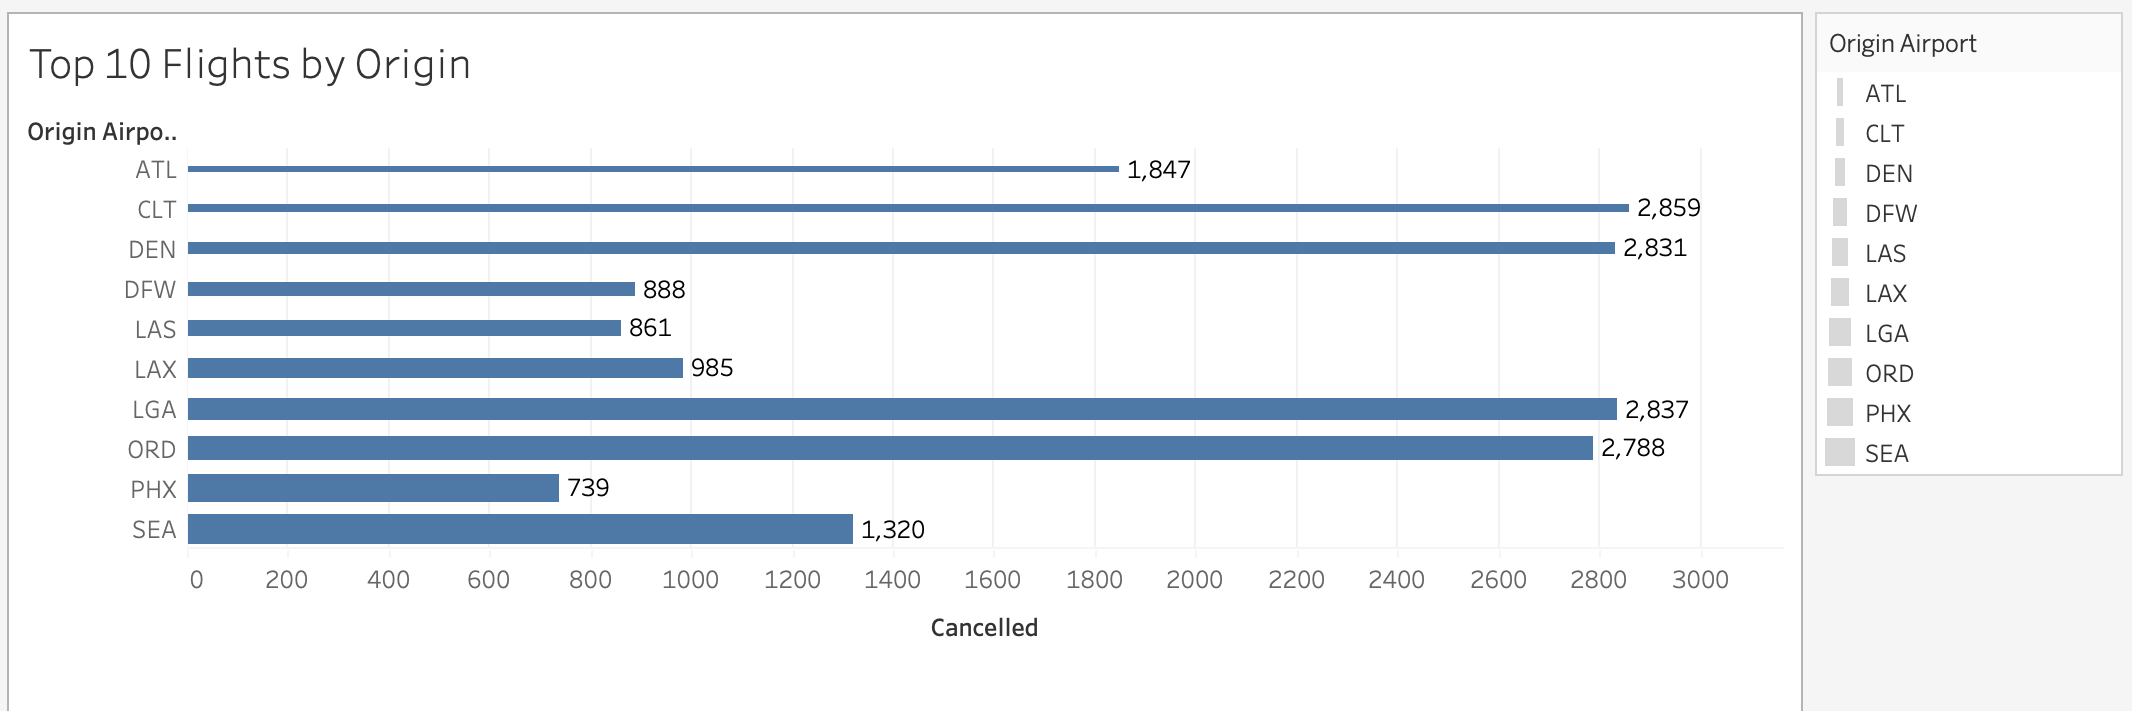 Top 10 Flights by Origin
Origin Airpo..
ATL 1,847
CLT 2,859
DEN 2,831
DFW 888
LAS 861
LAX 985
LGA 2,837
ORD 2,788
PHX 739
SEA 1,320
0 200 400 600 800 1000 1200 1400 1600 1800 2000 2200 2400 2600 2800 3000
Cancelled
Origin Airport
ATL
CLT
DEN
DFW
LAS
LAX
LGA
ORD
PHX
SEA